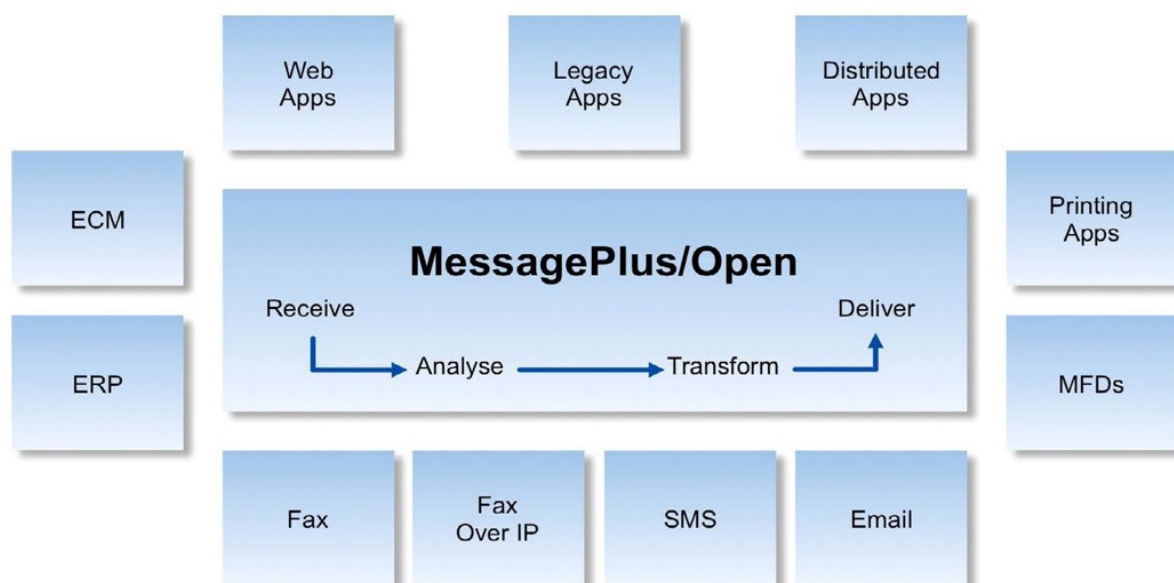 Web
Apps
Legacy
Apps
Distributed
Apps
ECM
Printing
Apps
MessagePlus/Open
Receive
Deliver
Analyse
Transform
ERP
MFDs
Fax
Fax
Over IP
SMS
Email